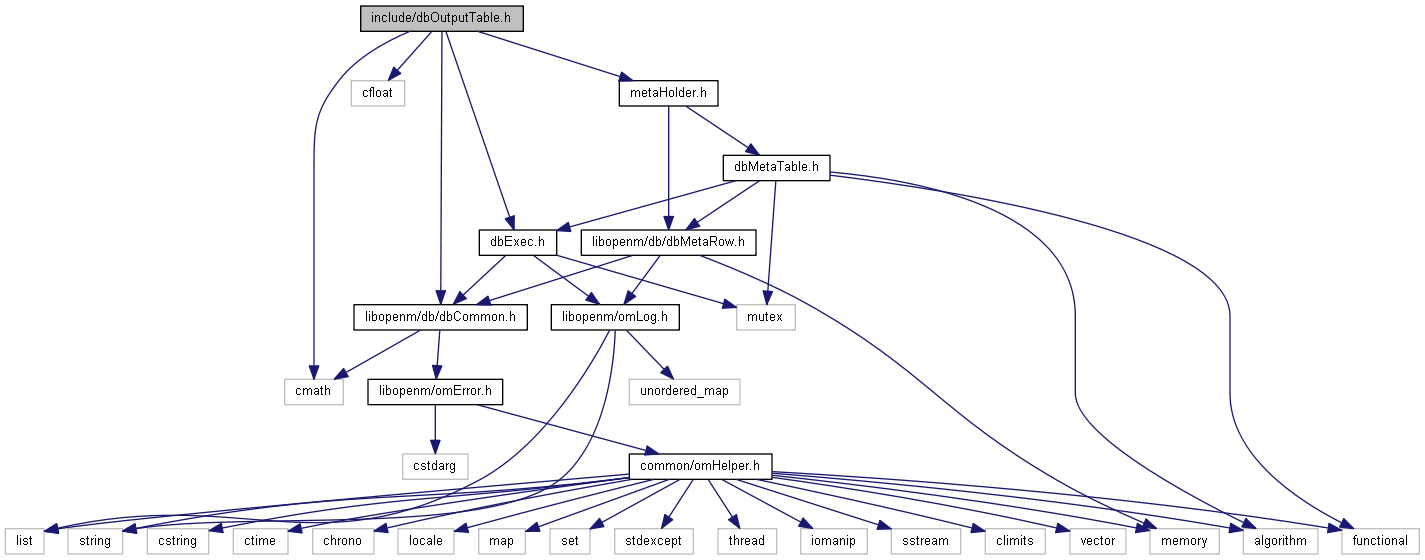 include/dbOutputTable.h
cfloat
metaHolder.h
dbMetaTable.h
dbExec.h
libopenm/db/dbMetaRow.h
libopenm/db/dbCommon.h
libopenm/omLog.h
mutex
cmath
libopenm/omError.h
unordered_map
cstdarg
common/omHelper.h
list
string
cstring
ctime
chrono
locale
map
set
stdexcept
thread
iomanip
sstream
climits
vector
memory
algorithm
functional